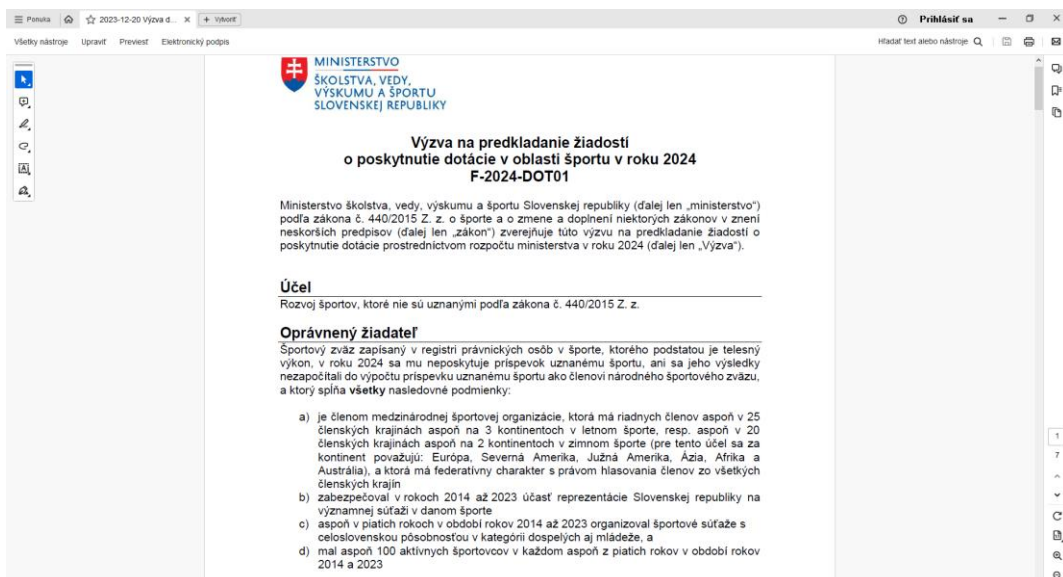 Ponuka
2023-12-20 Výzva d...
Vytvoriť
Prihlásiť sa
Všetky nástroje Upraviť Previesť Elektronický podpis
Hľadať text alebo nástroje
MINISTERSTVO
ŠKOLSTVA, VEDY,
VÝSKUMU A ŠPORTU
SLOVENSKEJ REPUBLIKY
Výzva na predkladanie žiadostí
o poskytnutie dotácie v oblasti športu v roku 2024
F-2024-DOT01
Ministerstvo školstva, vedy, výskumu a športu Slovenskej republiky (ďalej len „ministerstvo")
podľa zákona č. 440/2015 Z. z. o športe a o zmene a doplnení niektorých zákonov v znení
neskorších predpisov (ďalej len „zákon") zverejňuje túto výzvu na predkladanie žiadostí o
poskytnutie dotácie prostredníctvom rozpočtu ministerstva v roku 2024 (ďalej len „Výzva").
Účel
Rozvoj športov, ktoré nie sú uznanými podľa zákona č. 440/2015 Z. z.
Oprávnený žiadateľ
Športový zväz zapísaný v registri právnických osôb v športe, ktorého podstatou je telesný
výkon, v roku 2024 sa mu neposkytuje príspevok uznanému športu, ani sa jeho výsledky
nezapočítali do výpočtu príspevku uznanému športu ako členovi národného športového zväzu,
a ktorý spĺňa všetky nasledovné podmienky:
a) je členom medzinárodnej športovej organizácie, ktorá má riadnych členov aspoň v 25
členských krajinách aspoň na 3 kontinentoch v letnom športe, resp. aspoň v 20
členských krajinách aspoň na 2 kontinentoch v zimnom športe (pre tento účel sa za
kontinent považujú: Európa, Severná Amerika, Južná Amerika, Ázia, Afrika a
Austrália), a ktorá má federatívny charakter s právom hlasovania členov zo všetkých
členských krajín
b) zabezpečoval v rokoch 2014 až 2023 účasť reprezentácie Slovenskej republiky na
významnej súťaži v danom športe
c) aspoň v piatich rokoch v období rokov 2014 až 2023 organizoval športové súťaže s
celoslovenskou pôsobnosťou v kategórii dospelých aj mládeže, a
d) mal aspoň 100 aktívnych športovcov v každom aspoň z piatich rokov v období rokov
2014 a 2023
1
7